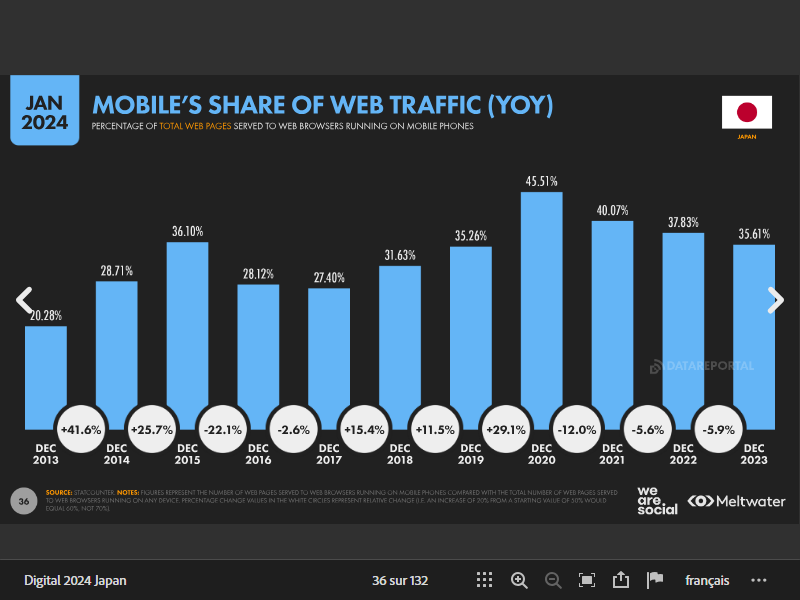 JAN
2024
MOBILE'S SHARE OF WEB TRAFFIC (YOY)
PERCENTAGE OF TOTAL WEB PAGES SERVED TO WEB BROWSERS RUNNING ON MOBILE PHONES
JAPAN
20.28%
28.71%
36.10%
28.12%
27.40%
31.63%
35.26%
45.51%
40.07%
37.83%
35.61%
DATAREPORTAL
+41.6%
+25.7%
-22.1%
-2.6%
+15.4%
+11.5%
+29.1%
-12.0%
-5.6%
-5.9%
DEC
2013
DEC
2014
DEC
2015
DEC
2016
DEC
2017
DEC
2018
DEC
2019
DEC
2020
DEC
2021
DEC
2022
DEC
2023
36
SOURCE: STATCOUNTER. NOTES: FIGURES REPRESENT THE NUMBER OF WEB PAGES SERVED TO WEB BROWSERS RUNNING ON MOBILE PHONES COMPARED WITH THE TOTAL NUMBER OF WEB PAGES SERVED
TO WEB BROWSERS RUNNING ON ANY DEVICE. PERCENTAGE CHANGE VALUES IN THE WHITE CIRCLES REPRESENT RELATIVE CHANGE (I.E. AN INCREASE OF 20% FROM A STARTING VALUE OF 50% WOULD
EQUAL 60%, NOT 70%).
we
are.
social
Meltwater
Digital 2024 Japan
36 sur 132
français